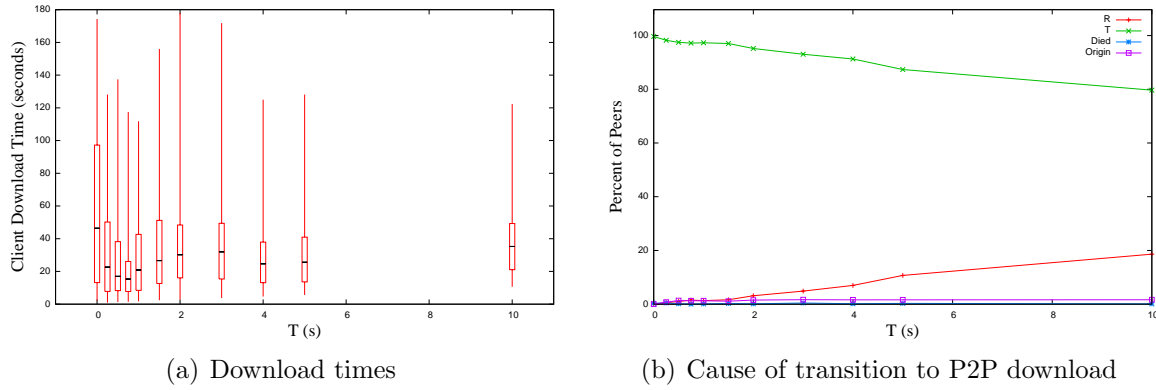 180
160
140
120
100
80
60
40
20
0
0
2
4
6
8
10
Client Download Time (seconds)
T (s)
(a) Download times
100
80
60
40
20
0
0
2
4
6
8
10
Percent of Peers
T (s)
R
T
Died
Origin
(b) Cause of transition to P2P download